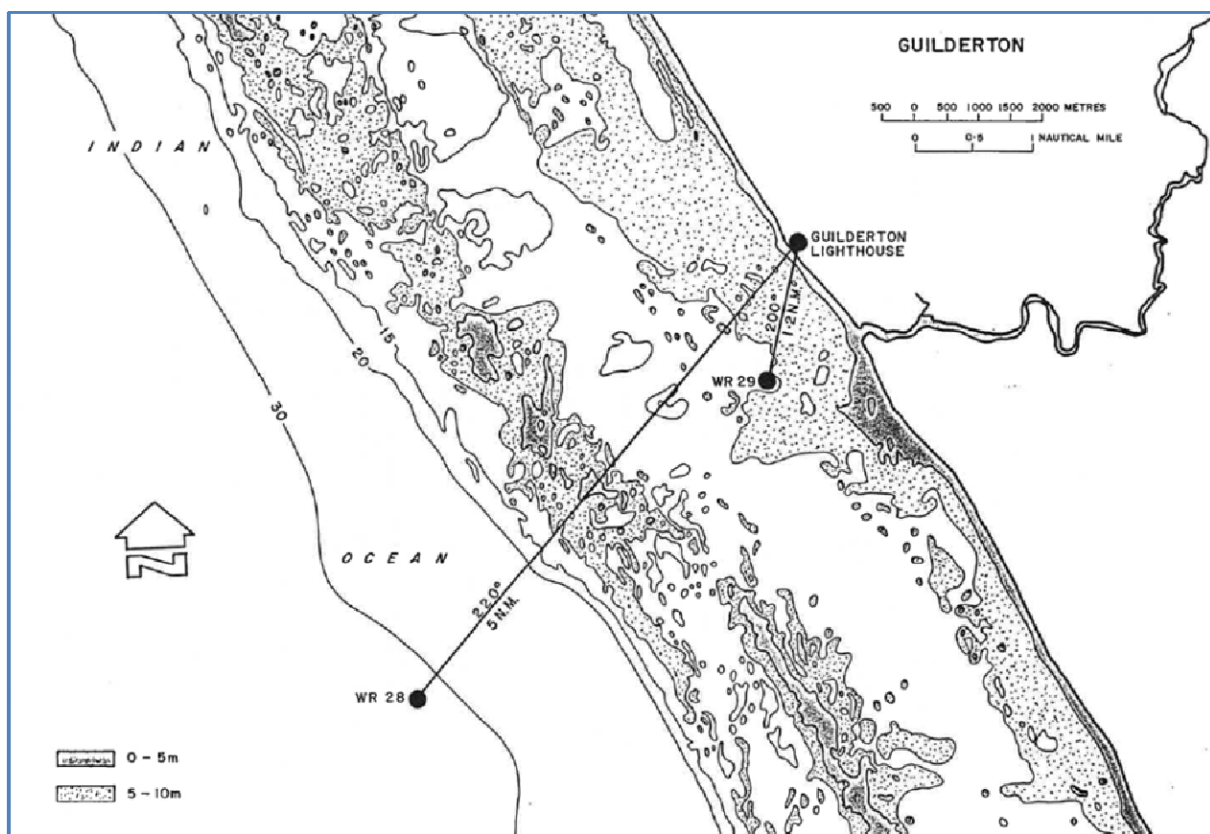 GUILDERTON
500 0 500 1000 1500 2000 METRES
0 0·5 1 NAUTICAL MILE
INDIAN
GUILDERTON
LIGHTHOUSE
200°
1·2 N.M.
15
20
WR 29
30
N
OCEAN
220°
5 N.M.
WR 28
0 - 5m
5 - 10m